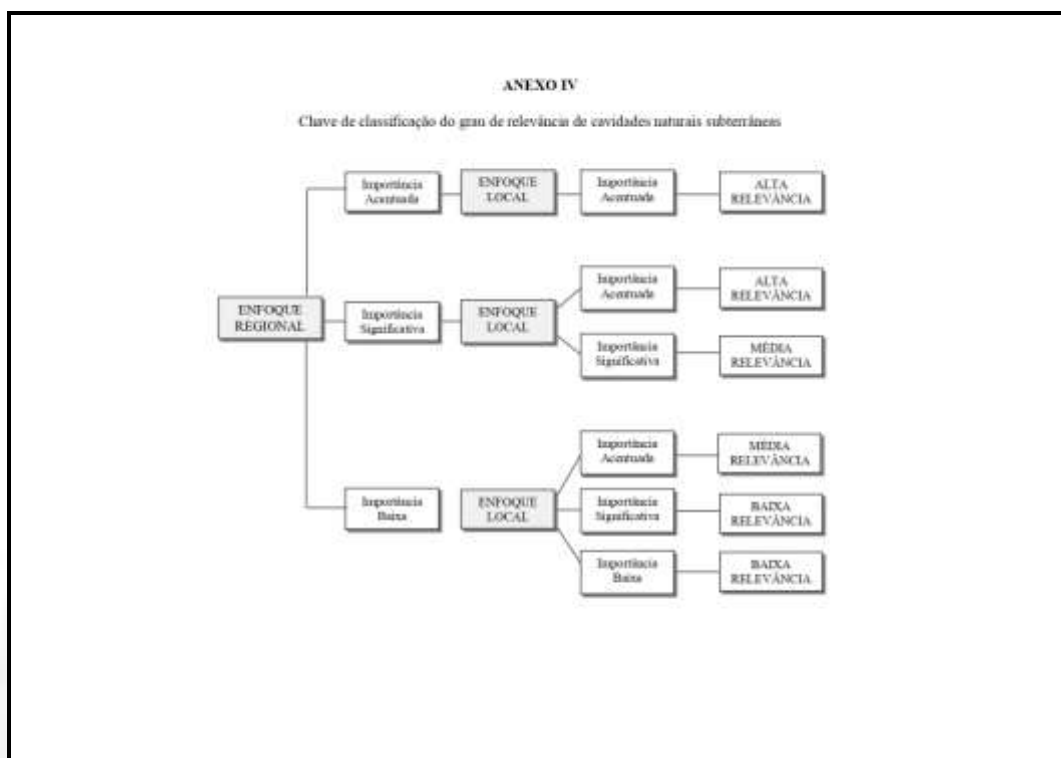 ANEXO IV
Chave de classificação do grau de relevância de cavidades naturais subterrâneas
Importância
Acentuada
ENFOQUE
LOCAL
Importância
Acentuada
ALTA
RELEVÂNCIA
ENFOQUE
REGIONAL
Importância
Significativa
ENFOQUE
LOCAL
Importância
Acentuada
ALTA
RELEVÂNCIA
Importância
Significativa
MÉDIA
RELEVÂNCIA
Importância
Baixa
ENFOQUE
LOCAL
Importância
Acentuada
MÉDIA
RELEVÂNCIA
Importância
Significativa
BAIXA
RELEVÂNCIA
Importância
Baixa
BAIXA
RELEVÂNCIA